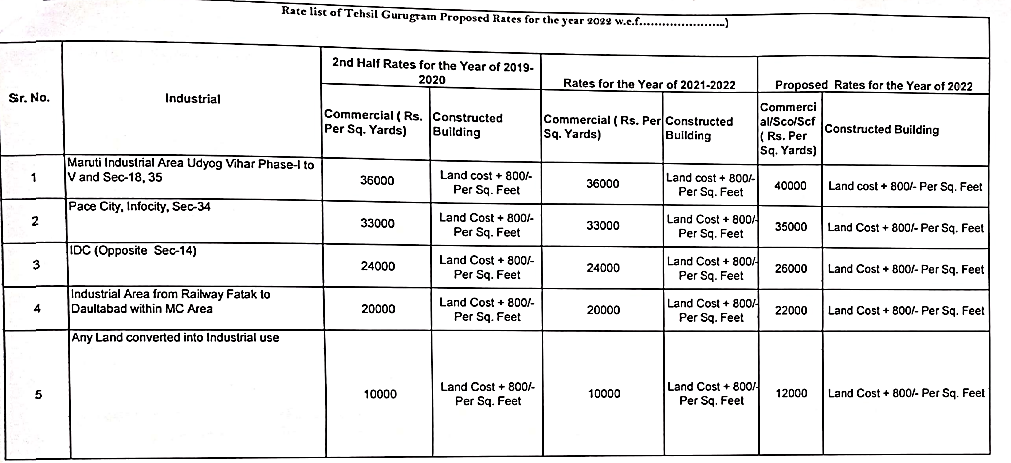 Rate list of Tehsil Gurugram Proposed Rates for the year 2022 w.e.f........................)
Sr. No.
Industrial
2nd Half Rates for the Year of 2019-
2020
Rates for the Year of 2021-2022
Proposed Rates for the Year of 2022
Commercial ( Rs.
Per Sq. Yards)
Constructed
Building
Commercial ( Rs. Per
Sq. Yards)
Constructed
Building
Commerci
al/Sco/Scf
( Rs. Per
Sq. Yards)
Constructed Building
1
Maruti Industrial Area Udyog Vihar Phase-I to
V and Sec-18, 35
36000
Land cost + 800/-
Per Sq. Feet
36000
Land cost + 800/-
Per Sq. Feet
40000
Land cost + 800/- Per Sq. Feet
2
Pace City, Infocity, Sec-34
33000
Land Cost + 800/-
Per Sq. Feet
33000
Land Cost + 800/-
Per Sq. Feet
35000
Land Cost + 800/- Per Sq. Feet
3
IDC (Opposite Sec-14)
24000
Land Cost + 800/-
Per Sq. Feet
24000
Land Cost + 800/-
Per Sq. Feet
26000
Land Cost + 800/- Per Sq. Feet
4
Industrial Area from Railway Fatak to
Daultabad within MC Area
20000
Land Cost + 800/-
Per Sq. Feet
20000
Land Cost + 800/-
Per Sq. Feet
22000
Land Cost + 800/- Per Sq. Feet
5
Any Land converted into Industrial use
10000
Land Cost + 800/-
Per Sq. Feet
10000
Land Cost + 800/-
Per Sq. Feet
12000
Land Cost + 800/- Per Sq. Feet